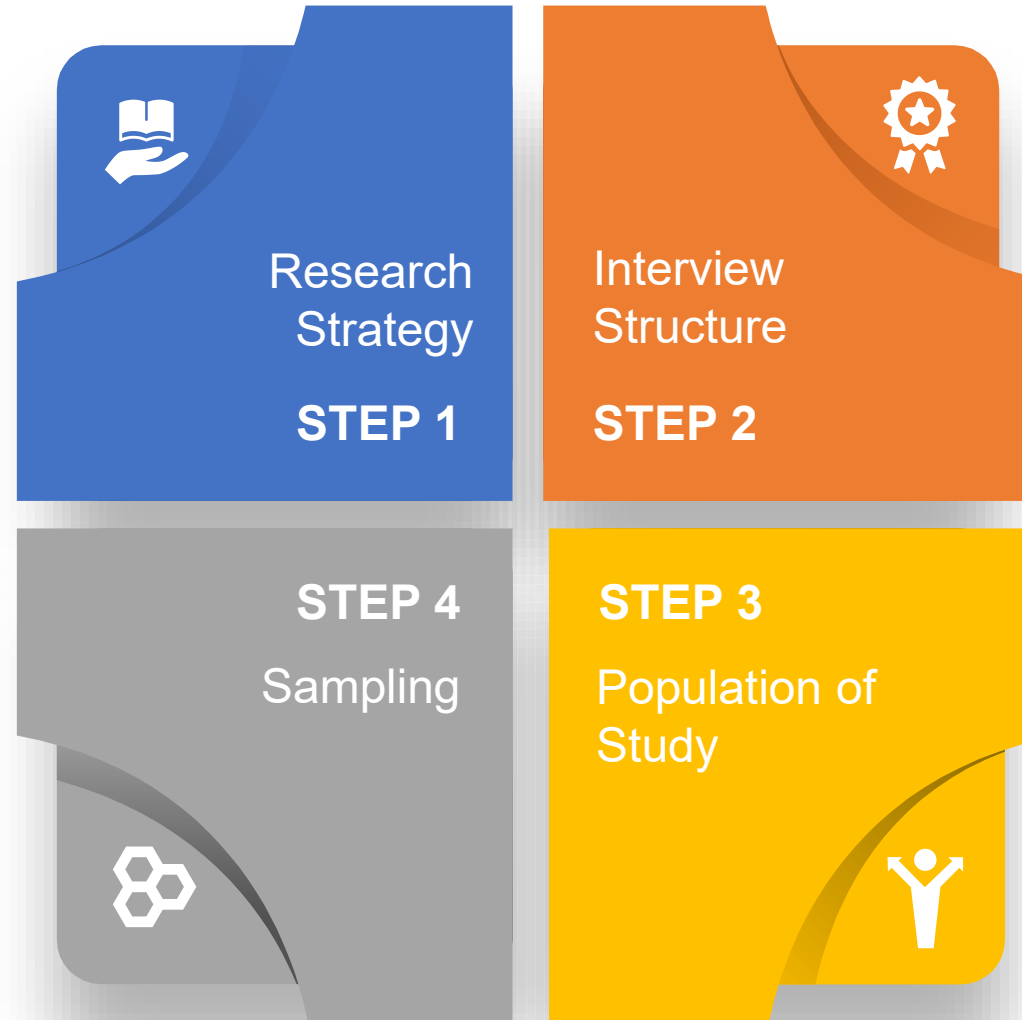 Research
Strategy
STEP 1
Interview
Structure
STEP 2
STEP 4
Sampling
STEP 3
Population of
Study